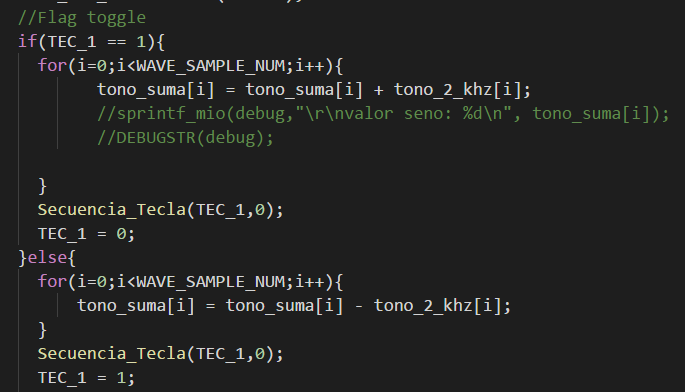 //Flag toggle
if(TEC_1 == 1){
for(i=0;i<WAVE_SAMPLE_NUM;i++){
tono_suma[i] = tono_suma[i] + tono_2_khz[i];
//sprintf_mio(debug,"\r\nvalor seno: %d\n", tono_suma[i]);
//DEBUGSTR(debug);
}
Secuencia_Tecla(TEC_1,0);
TEC_1 = 0;
}else{
for(i=0;i<WAVE_SAMPLE_NUM;i++){
tono_suma[i] = tono_suma[i] - tono_2_khz[i];
}
Secuencia_Tecla(TEC_1,0);
TEC_1 = 1;